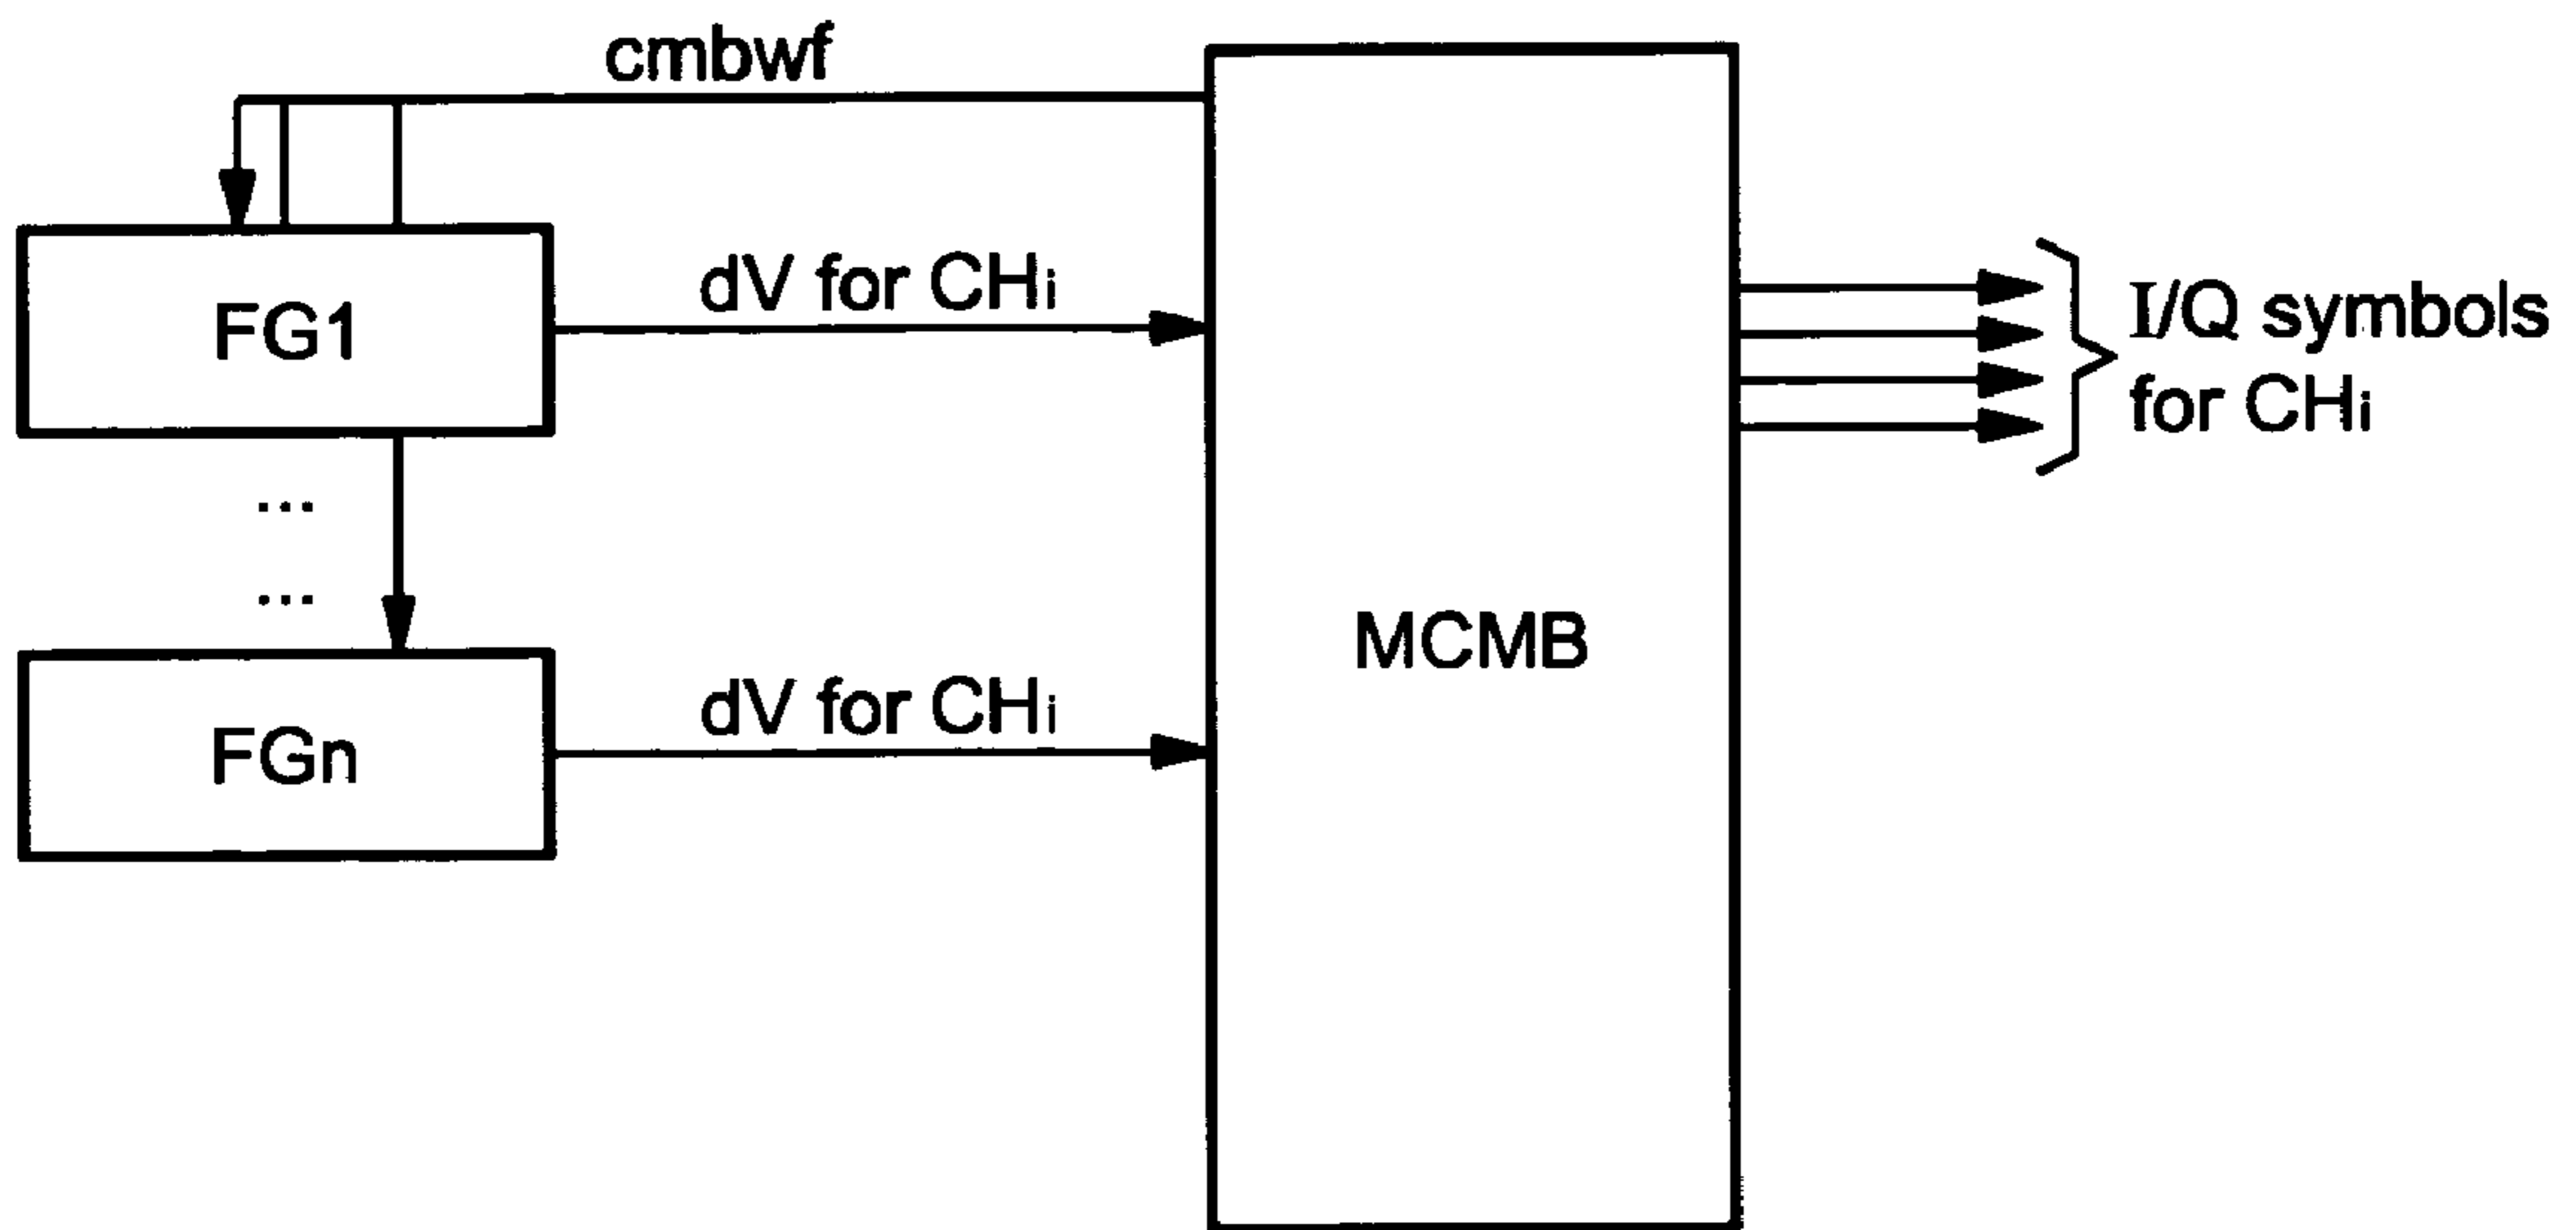 cmbwf
FG1
dV for CHi
I/Q symbols
for CHi
...
...
MCMB
FGn
dV for CHi